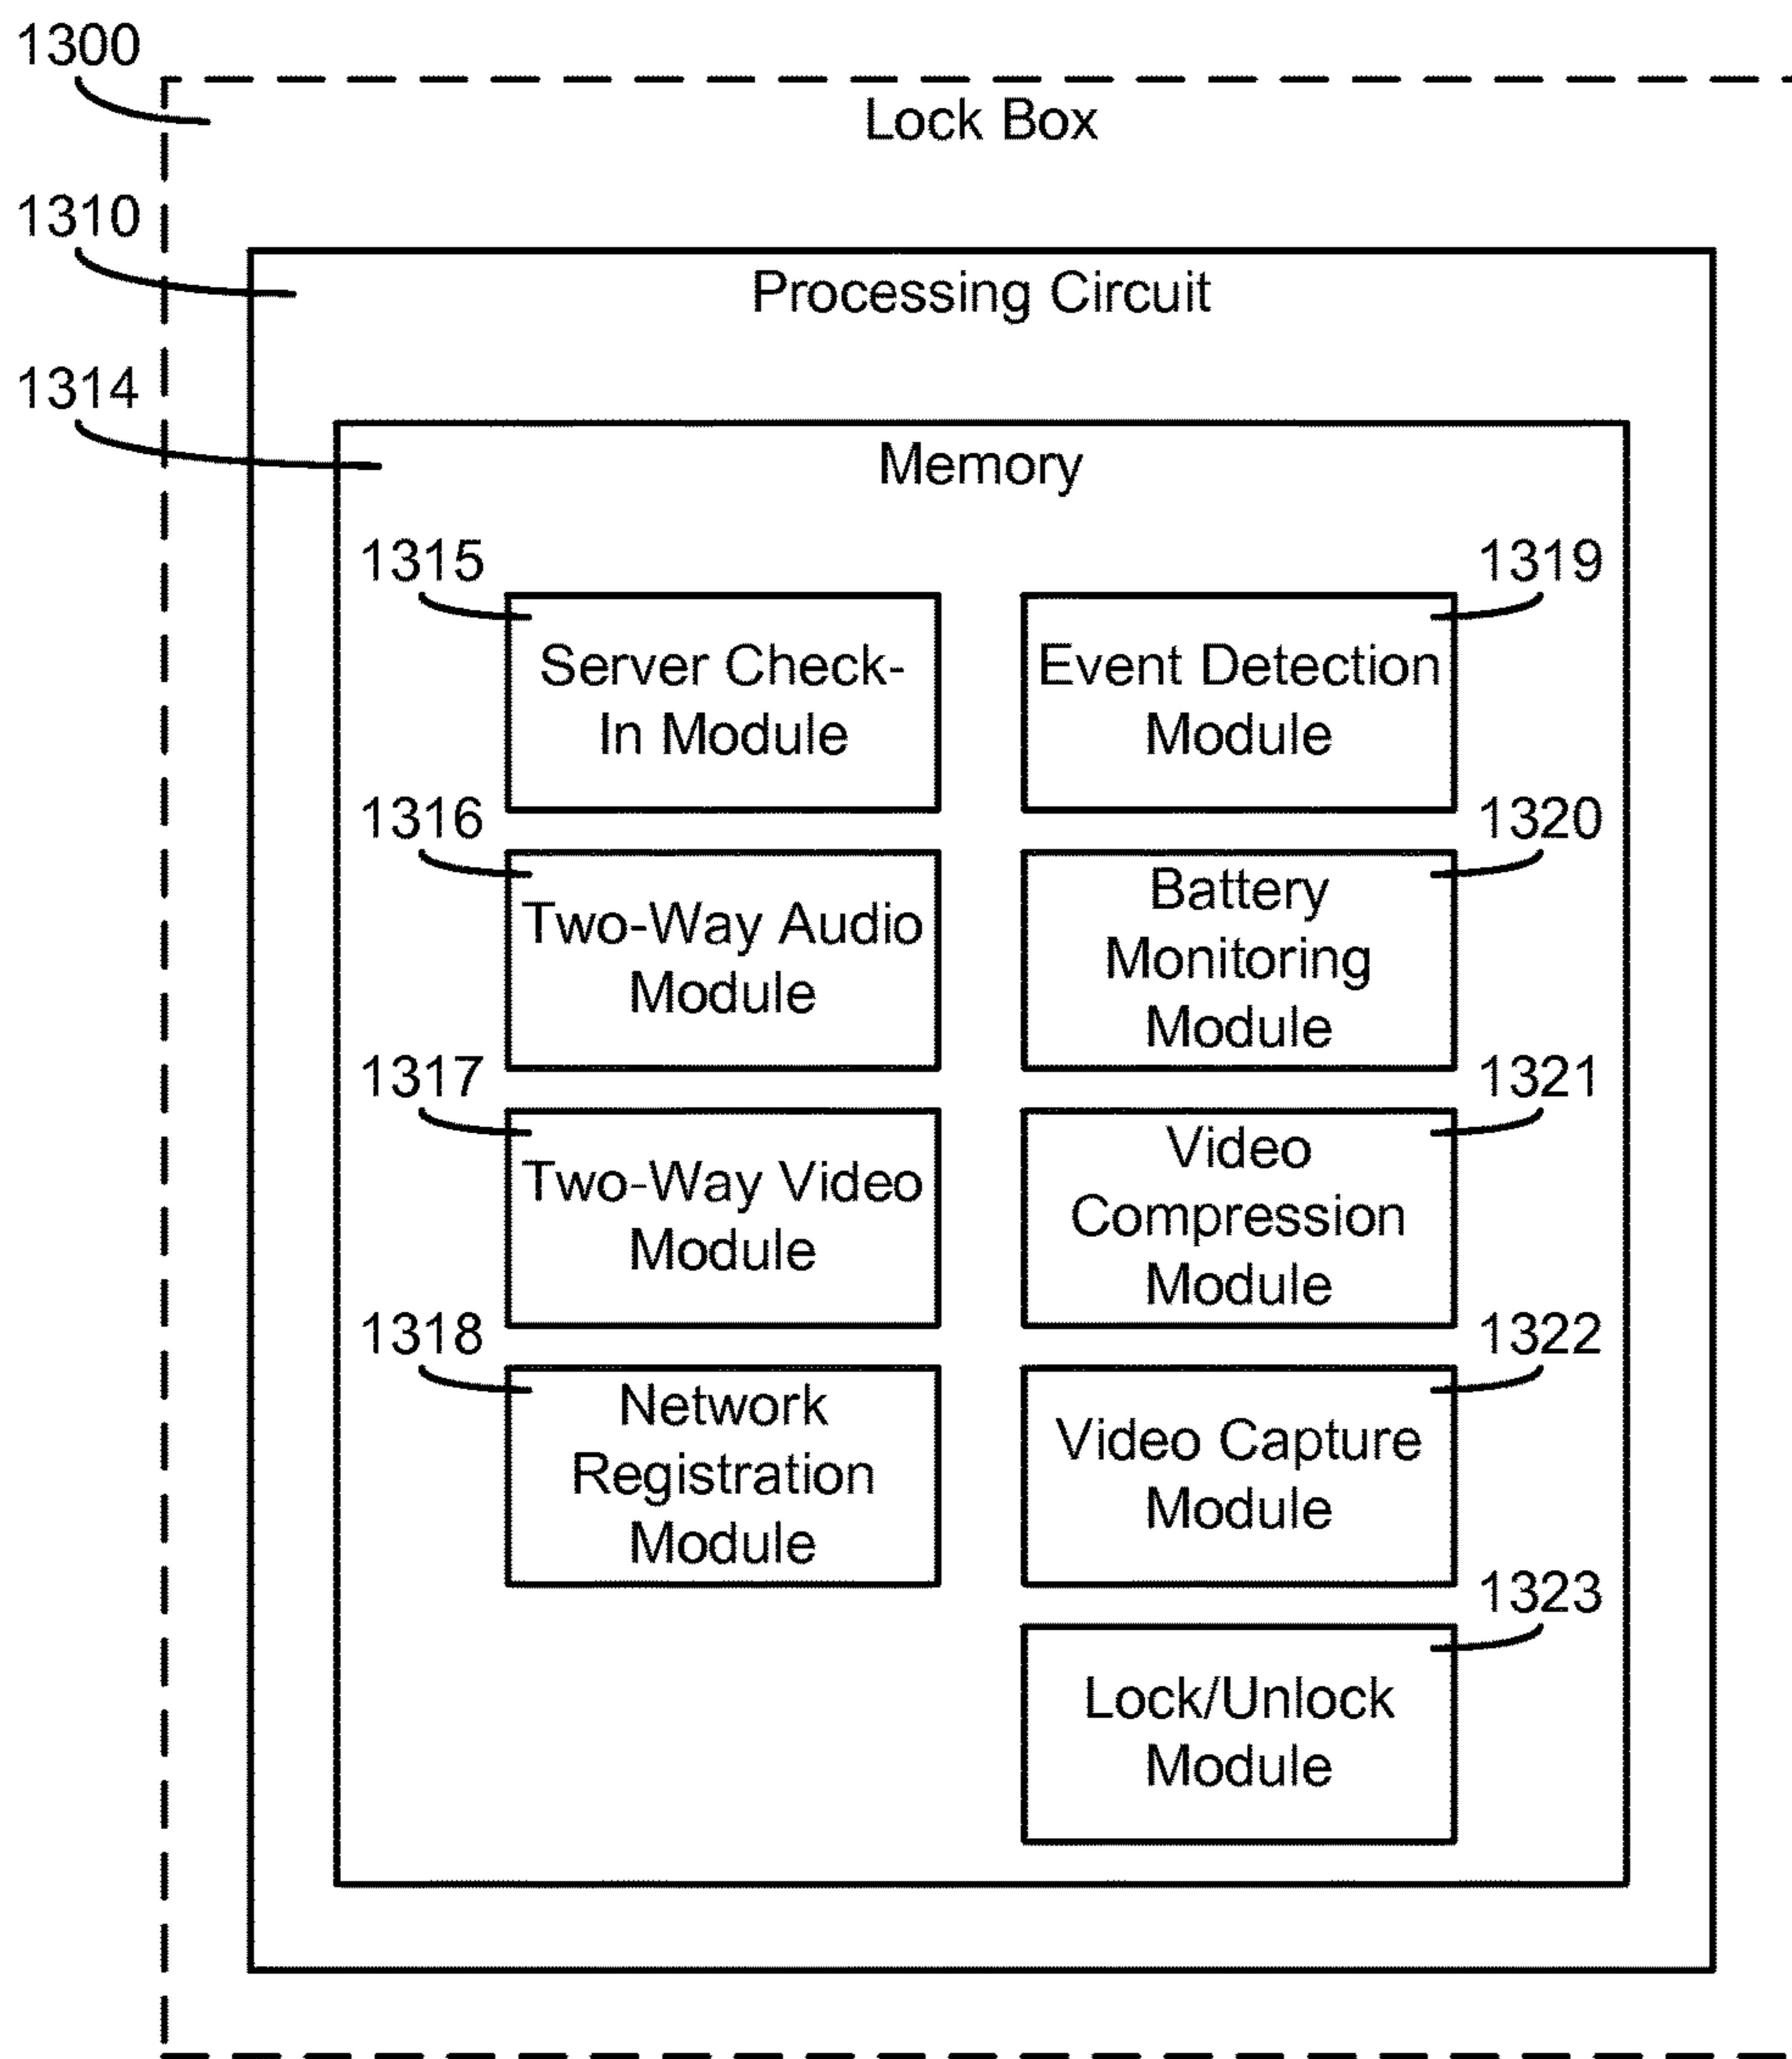 1300
Lock Box
1310
Processing Circuit
1314
Memory
1315
Server Check-
In Module
1319
Event Detection
Module
1316
Two-Way Audio
Module
1320
Battery
Monitoring
Module
1317
Two-Way Video
Module
1321
Video
Compression
Module
1318
Network
Registration
Module
1322
Video Capture
Module
1323
Lock/Unlock
Module